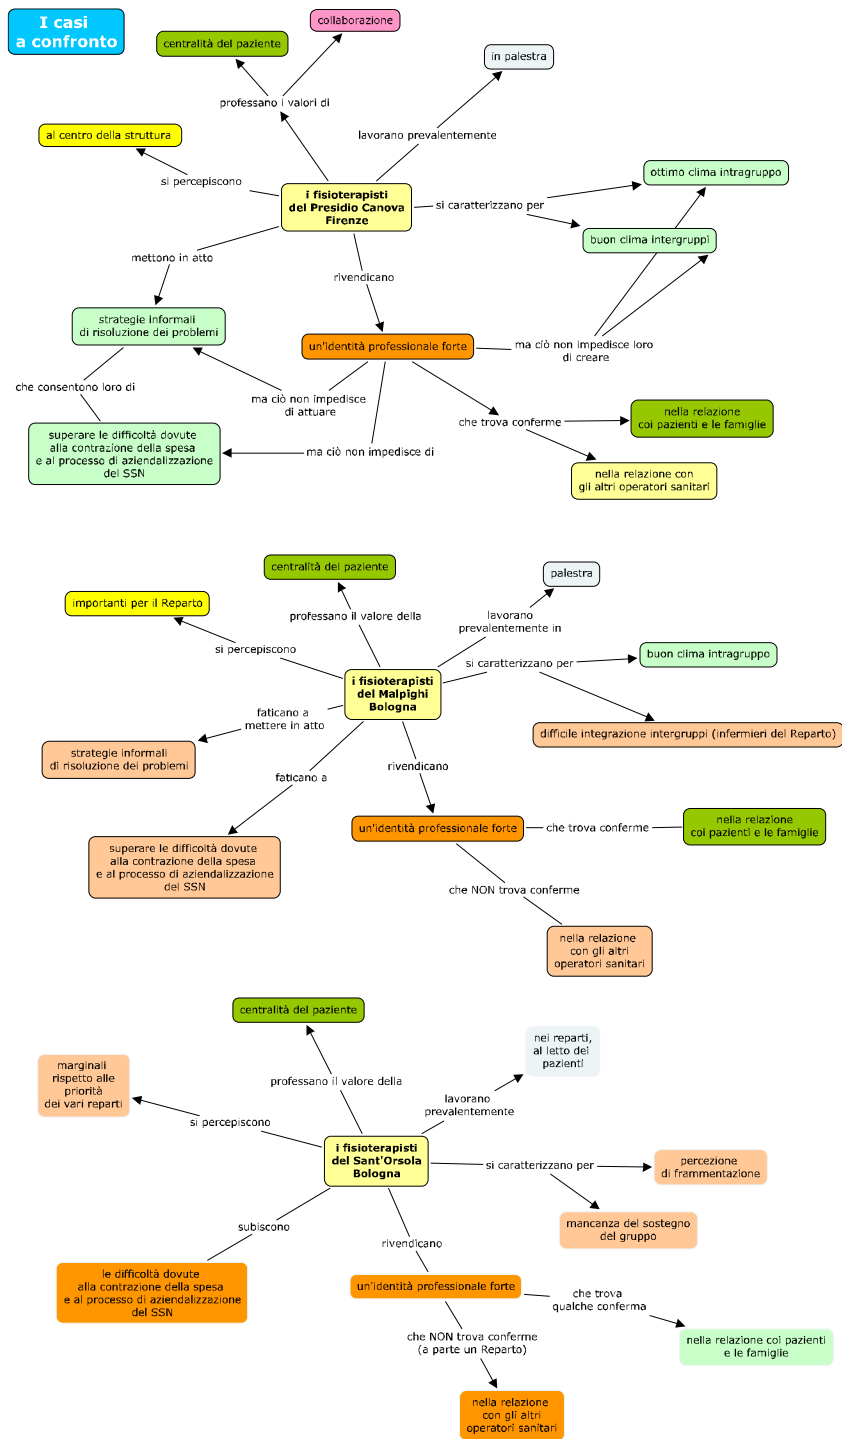 I casi
a confronto
collaborazione
centralità del paziente
in palestra
professano i valori di
al centro della struttura
lavorano prevalentemente
si percepiscono
ottimo clima intragruppo
i fisioterapisti
del Presidio Canova
Firenze
si caratterizzano per
buon clima intergruppi
mettono in atto
rivendicano
strategie informali
di risoluzione dei problemi
un'identità professionale forte
ma ciò non impedisce loro
di creare
che consentono loro di
ma ciò non impedisce
di attuare
nella relazione
coi pazienti e le famiglie
che trova conferme
superare le difficoltà dovute
alla contrazione della spesa
e al processo di aziendalizzazione
del SSN
ma ciò non impedisce di
nella relazione con
gli altri operatori sanitari
centralità del paziente
palestra
importanti per il Reparto
professano il valore della
lavorano
prevalentemente in
si percepiscono
buon clima intragruppo
si caratterizzano per
i fisioterapisti
del Malpighi
Bologna
faticano a
mettere in atto
difficile integrazione intergruppi (infermieri del Reparto)
strategie informali
di risoluzione dei problemi
rivendicano
faticano a
un'identità professionale forte
che trova conferme
nella relazione
coi pazienti e le famiglie
superare le difficoltà dovute
alla contrazione della spesa
e al processo di aziendalizzazione
del SSN
che NON trova conferme
nella relazione
con gli altri
operatori sanitari
centralità del paziente
nei reparti,
al letto dei
pazienti
marginali
rispetto alle
priorità
dei vari reparti
professano il valore della
lavorano
prevalentemente
si percepiscono
i fisioterapisti
del Sant'Orsola
Bologna
si caratterizzano per
percezione
di frammentazione
mancanza del sostegno
del gruppo
subiscono
rivendicano
le difficoltà dovute
alla contrazione della spesa
e al processo di aziendalizzazione
del SSN
un'identità professionale forte
che trova
qualche conferma
che NON trova conferme
(a parte un Reparto)
nella relazione coi pazienti
e le famiglie
nella relazione
con gli altri
operatori sanitari